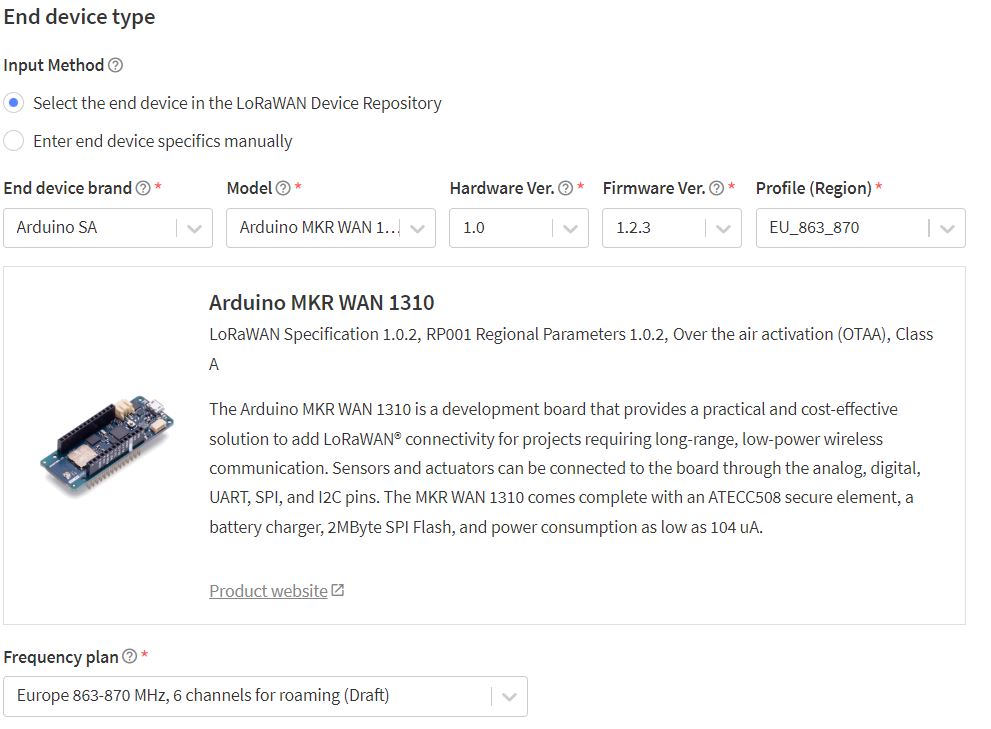 End device type
Input Method
Select the end device in the LoRaWAN Device Repository
Enter end device specifics manually
End device brand * Model * Hardware Ver. * Firmware Ver. * Profile (Region) *
Arduino SA Arduino MKR WAN 1... 1.0 1.2.3 EU_863_870
Arduino MKR WAN 1310
LoRaWAN Specification 1.0.2, RP001 Regional Parameters 1.0.2, Over the air activation (OTAA), Class
A
The Arduino MKR WAN 1310 is a development board that provides a practical and cost-effective
solution to add LoRaWAN® connectivity for projects requiring long-range, low-power wireless
communication. Sensors and actuators can be connected to the board through the analog, digital,
UART, SPI, and I2C pins. The MKR WAN 1310 comes complete with an ATECC508 secure element, a
battery charger, 2MByte SPI Flash, and power consumption as low as 104 uA.
Product website
Frequency plan *
Europe 863-870 MHz, 6 channels for roaming (Draft)